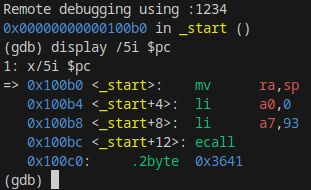 Remote debugging using :1234
0x00000000000100b0 in _start ()
(gdb) display /5i $pc
1: x/5i $pc
=> 0x100b0 <_start>:    mv      ra,sp
   0x100b4 <_start+4>:  li      a0,0
   0x100b8 <_start+8>:  li      a7,93
   0x100bc <_start+12>: ecall
   0x100c0:     .2byte  0x3641
(gdb)